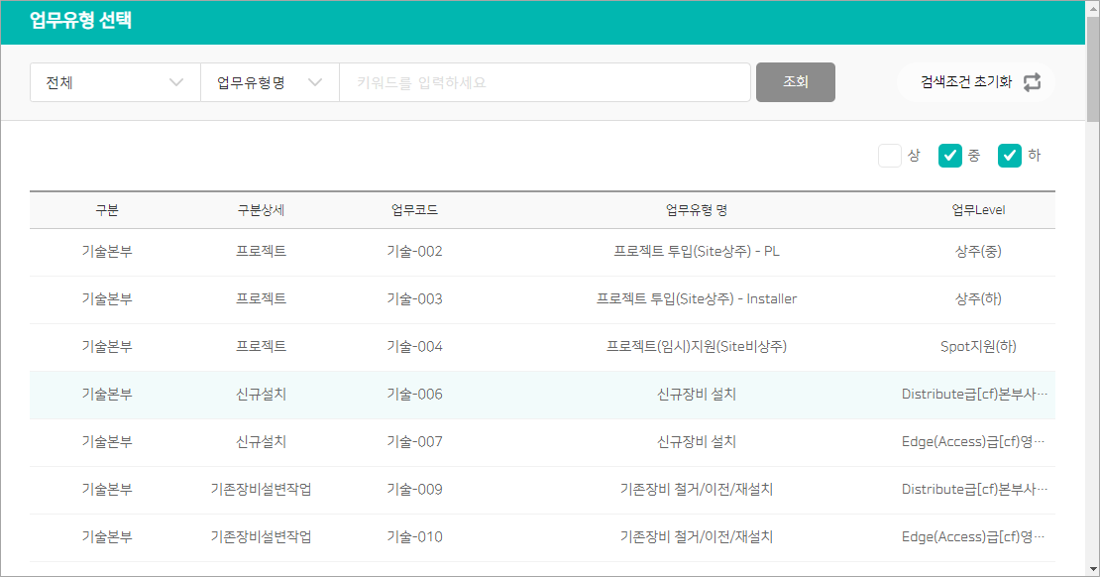 업무유형 선택
전체 업무유형명 키워드를 입력하세요 조회 검색조건 초기화
상 중 하
구분 구분상세 업무코드 업무유형 명 업무Level
기술본부 프로젝트 기술-002 프로젝트 투입(Site상주) - PL 상주(중)
기술본부 프로젝트 기술-003 프로젝트 투입(Site상주) - Installer 상주(하)
기술본부 프로젝트 기술-004 프로젝트(임시)지원(Site비상주) Spot지원(하)
기술본부 신규설치 기술-006 신규장비 설치 Distribute급[cf)본부사…
기술본부 신규설치 기술-007 신규장비 설치 Edge(Access)급[cf)영…
기술본부 기존장비설변작업 기술-009 기존장비 철거/이전/재설치 Distribute급[cf)본부사…
기술본부 기존장비설변작업 기술-010 기존장비 철거/이전/재설치 Edge(Access)급[cf)영…